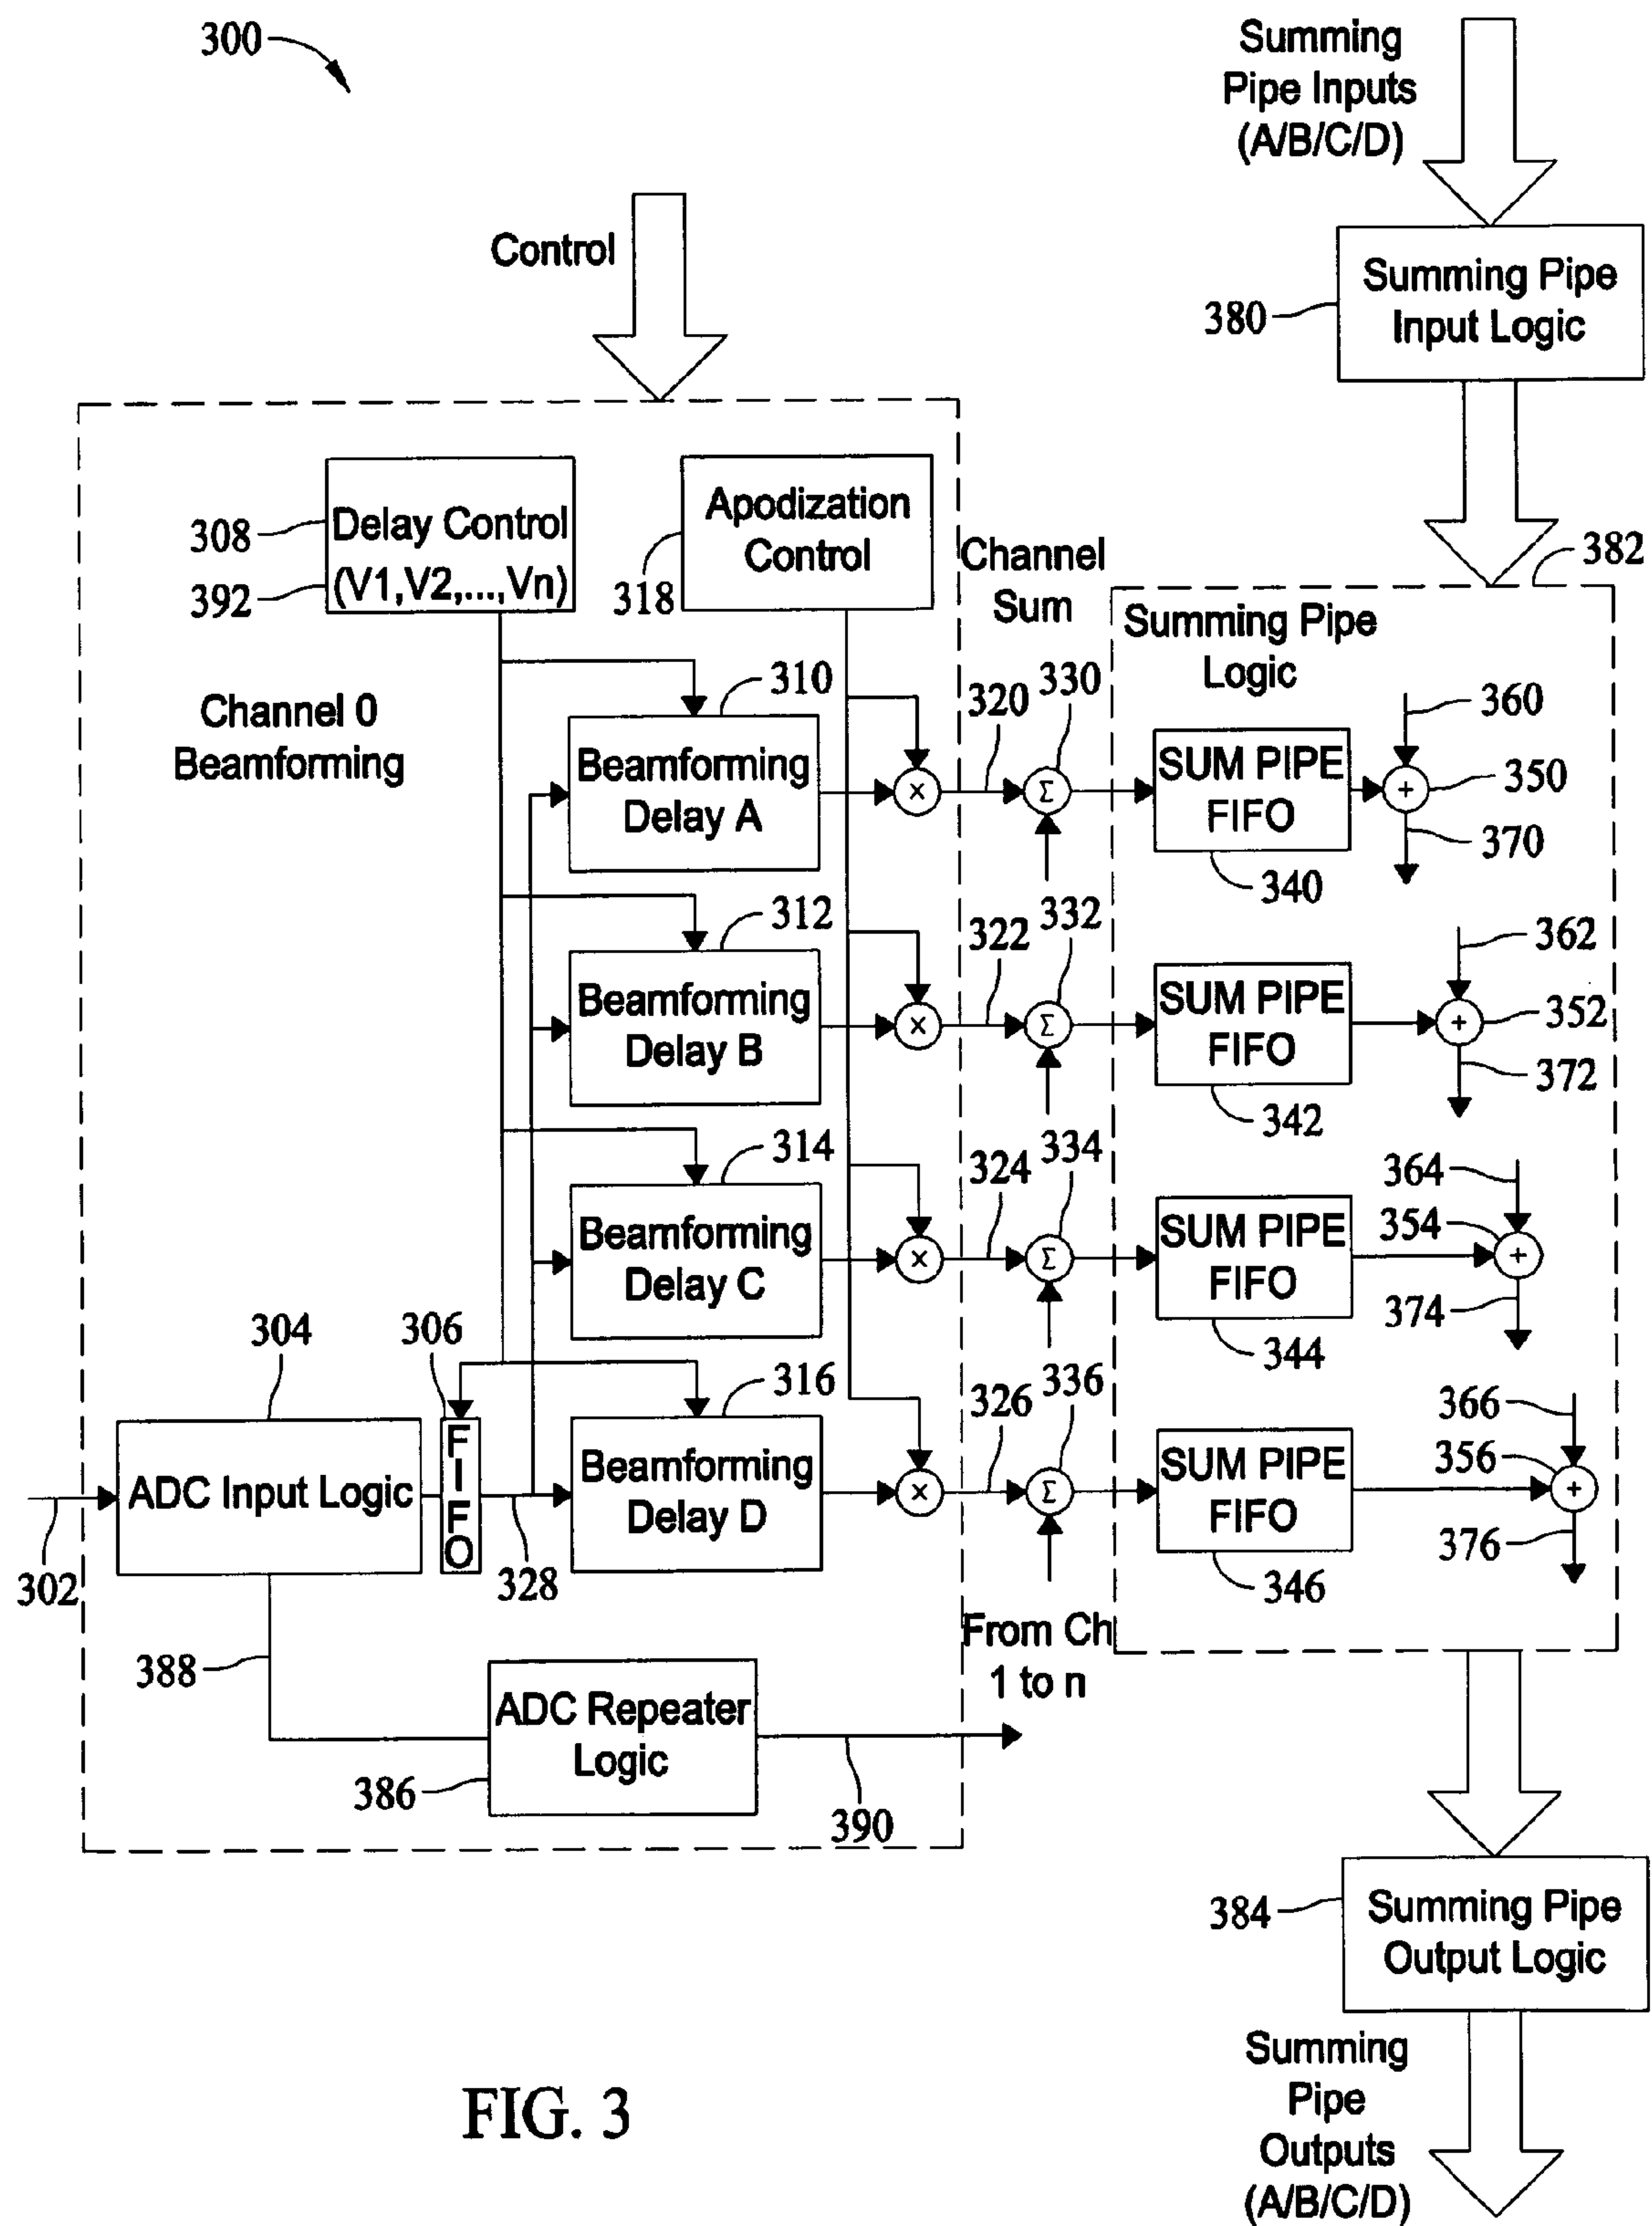 300
Summing
Pipe Inputs
(A/B/C/D)
Control
380
Summing Pipe
Input Logic
308
Delay Control
392
(V1,V2,...,Vn)
Apodization
Control
318
Channel
Sum
382
Summing Pipe
Logic
Channel 0
Beamforming
310
Beamforming
Delay A
×
320
330
Σ
SUM PIPE
FIFO
340
360
+
350
370
312
Beamforming
Delay B
×
322
332
Σ
SUM PIPE
FIFO
342
362
+
352
372
314
Beamforming
Delay C
×
324
334
Σ
SUM PIPE
FIFO
344
364
354
+
374
304
306
316
302
ADC Input Logic
FIFO
328
Beamforming
Delay D
×
326
336
Σ
SUM PIPE
FIFO
346
366
356
+
376
From Ch
1 to n
388
ADC Repeater
Logic
386
390
384
Summing Pipe
Output Logic
Summing
Pipe
Outputs
(A/B/C/D)
FIG. 3